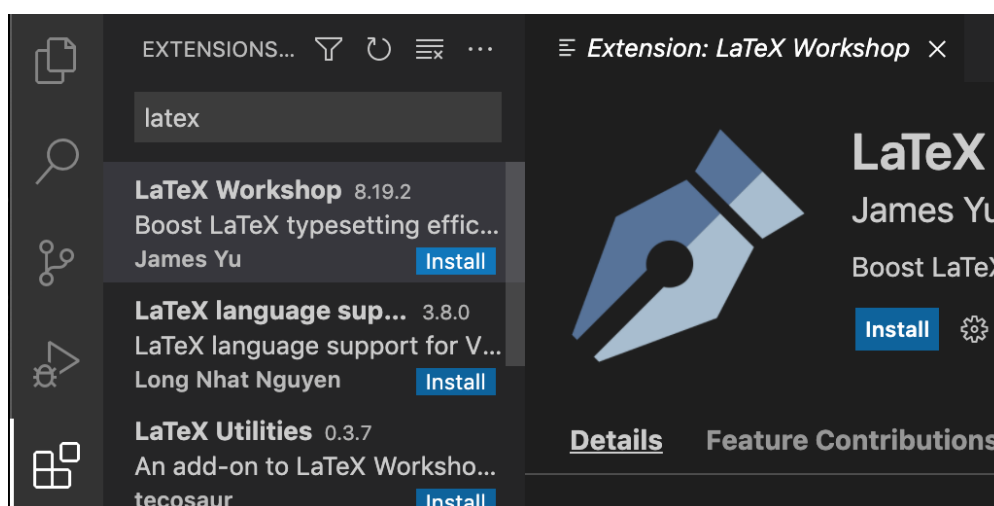 EXTENSIONS...
latex
LaTeX Workshop 8.19.2
Boost LaTeX typesetting effic...
James Yu Install
LaTeX language sup... 3.8.0
LaTeX language support for V...
Long Nhat Nguyen Install
LaTeX Utilities 0.3.7
An add-on to LaTeX Worksho...
tecosaur Install
Extension: LaTeX Workshop
LaTeX
James Yu
Boost LaTeX
Install
Details Feature Contributions